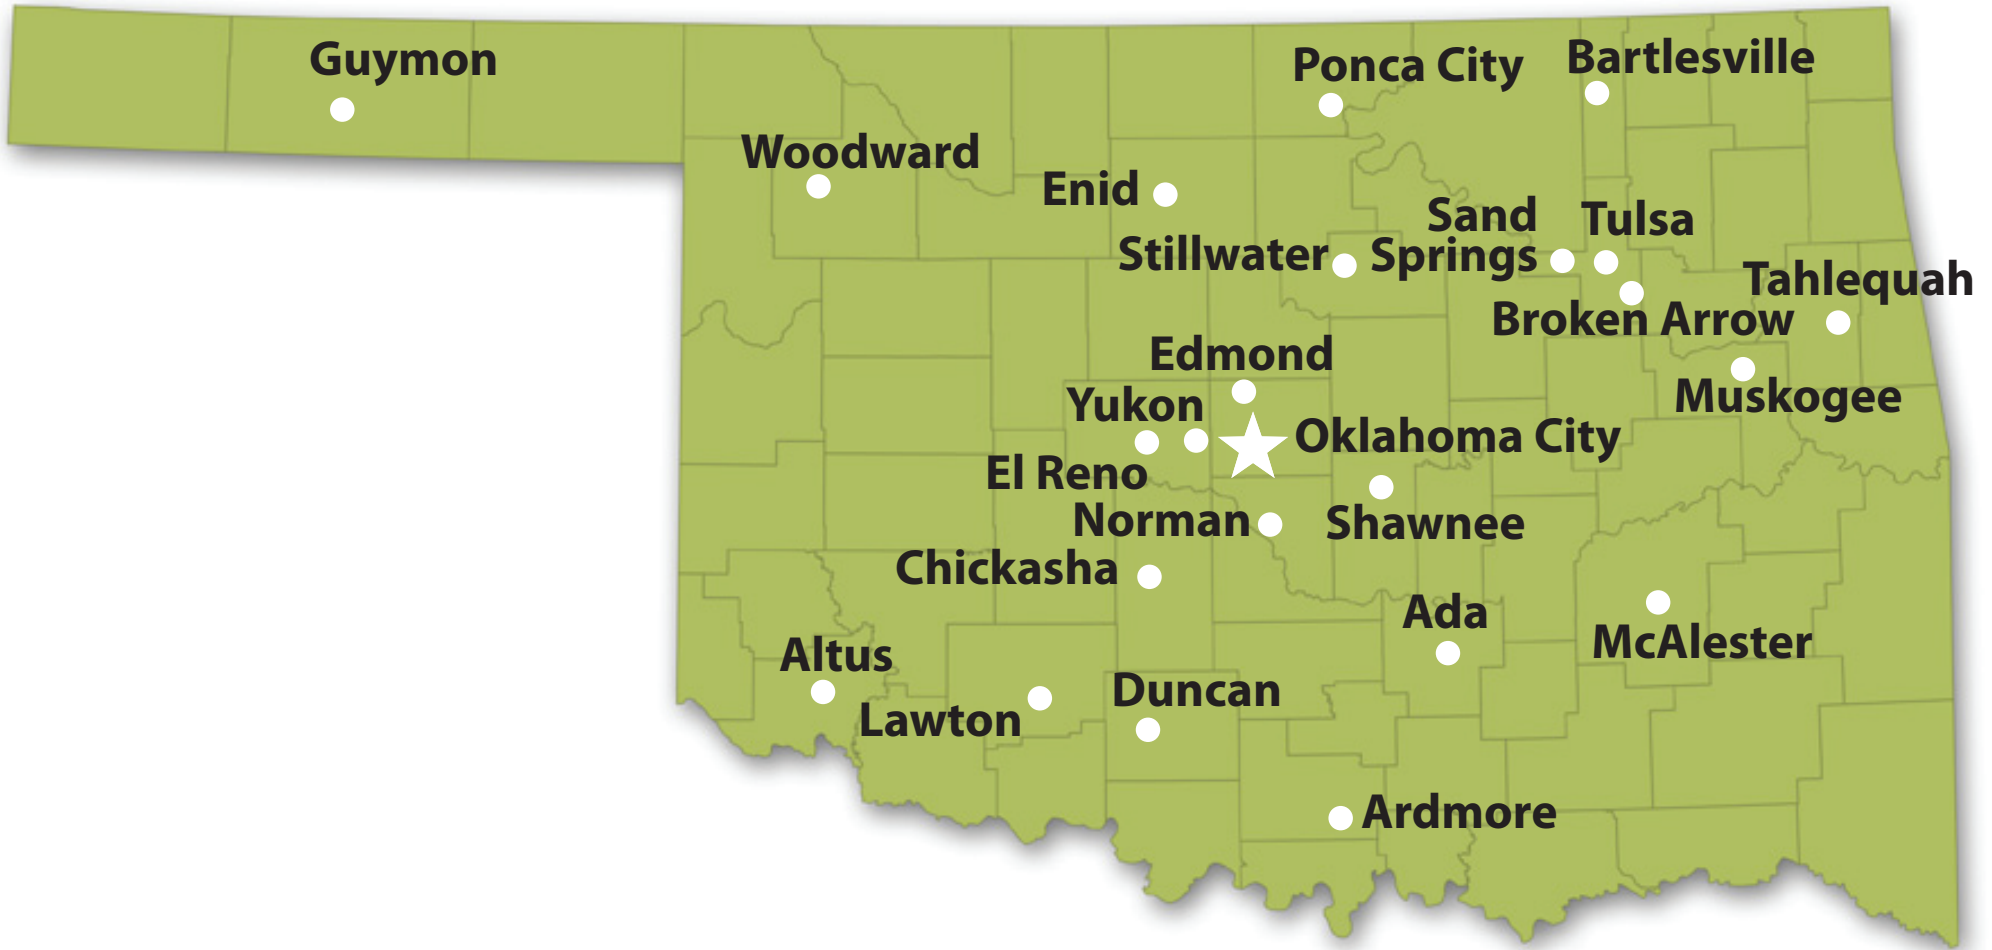 Guymon
Ponca City
Bartlesville
Woodward
Enid
Sand
Springs
Tulsa
Stillwater
Tahlequah
Broken Arrow
Edmond
Muskogee
Yukon
Oklahoma City
El Reno
Norman
Shawnee
Chickasha
Ada
McAlester
Altus
Duncan
Lawton
Ardmore